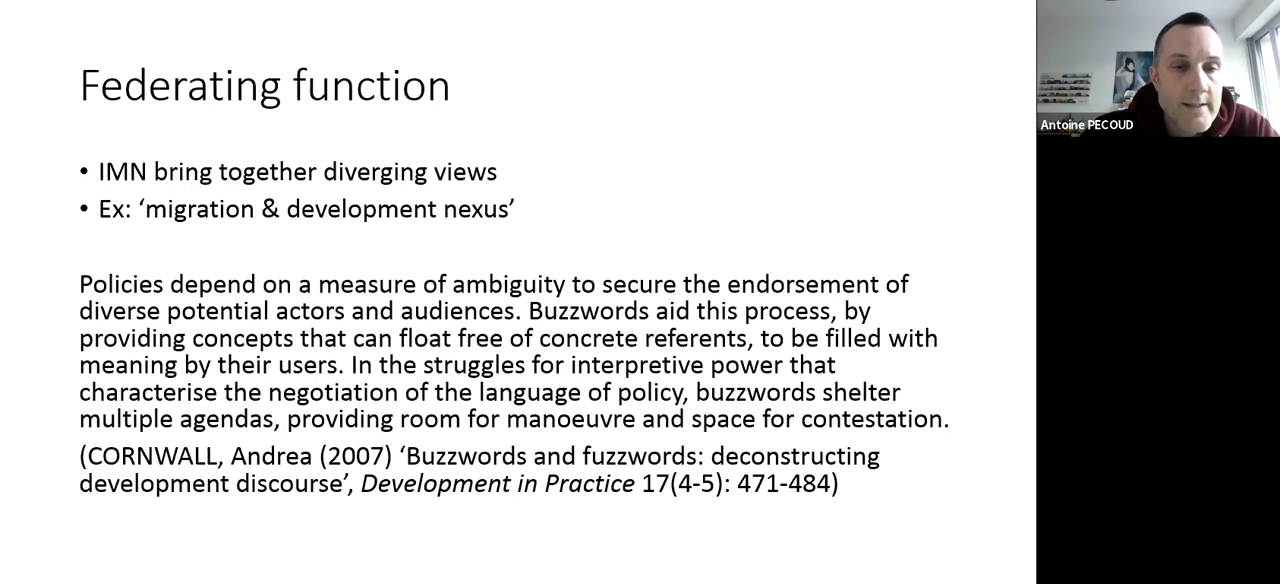 Federating function
• IMN bring together diverging views
• Ex: ‘migration & development nexus’
Policies depend on a measure of ambiguity to secure the endorsement of
diverse potential actors and audiences. Buzzwords aid this process, by
providing concepts that can float free of concrete referents, to be filled with
meaning by their users. In the struggles for interpretive power that
characterise the negotiation of the language of policy, buzzwords shelter
multiple agendas, providing room for manoeuvre and space for contestation.
(CORNWALL, Andrea (2007) ‘Buzzwords and fuzzwords: deconstructing
development discourse’, Development in Practice 17(4-5): 471-484)
Antoine PECOUD